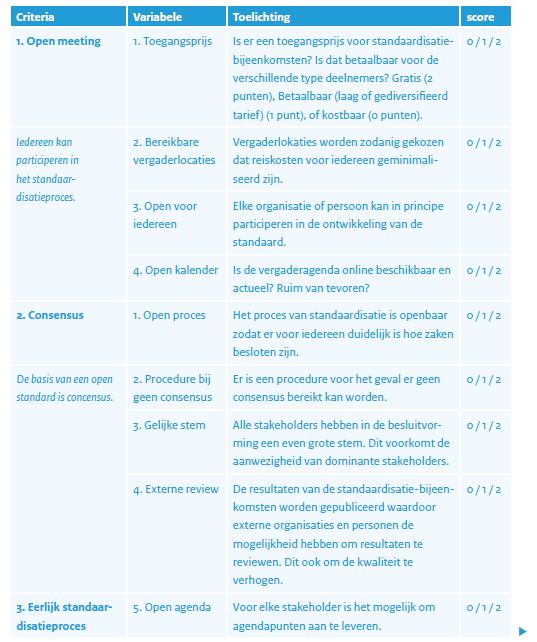 Criteria Variabele Toelichting score
1. Open meeting 1. Toegangsprijs Is er een toegangsprijs voor standaardisatie- 0 / 1 / 2
bijeenkomsten? Is dat betaalbaar voor de
verschillende type deelnemers? Gratis (2
punten), Betaalbaar (laag of gediversifieerd
tarief) (1 punt), of kostbaar (0 punten).
Iedereen kan 2. Bereikbare Vergaderlokaties worden zodanig gekozen 0 / 1 / 2
participeren in vergaderlocaties dat reiskosten voor iedereen geminimali-
het standaar- seerd zijn.
disatieproces.
3. Open voor Elke organisatie of persoon kan in principe 0 / 1 / 2
iedereen participeren in de ontwikkeling van de
standaard.
4. Open kalender Is de vergaderagenda online beschikbaar en 0 / 1 / 2
actueel? Ruim van tevoren?
2. Consensus 1. Open proces Het proces van standaardisatie is openbaar 0 / 1 / 2
zodat er voor iedereen duidelijk is hoe zaken
besloten zijn.
De basis van een open 2. Procedure bij Er is een procedure voor het geval er geen 0 / 1 / 2
standard is concensus. geen consensus consensus bereikt kan worden.
3. Gelijke stem Alle stakeholders hebben in de besluitvor- 0 / 1 / 2
ming een even grote stem. Dit voorkomt de
aanwezigheid van dominante stakeholders.
4. Externe review De resultaten van de standaardisatie-bijeen- 0 / 1 / 2
komsten worden gepubliceerd waardoor
externe organisaties en personen de
mogelijkheid hebben om resultaten te
reviewen. Dit ook om de kwaliteit te
verhogen.
3. Eerlijk standaar- 5. Open agenda Voor elke stakeholder is het mogelijk om 0 / 1 / 2
disatieproces agendapunten aan te leveren.